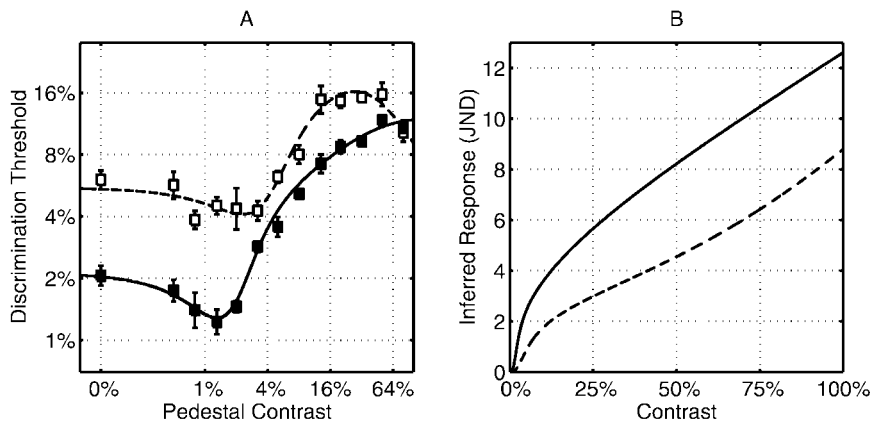 A
Discrimination Threshold
16%
8%
4%
2%
1%
0% 1% 4% 16% 64%
Pedestal Contrast
B
Inferred Response (JND)
12
10
8
6
4
2
0
0% 25% 50% 75% 100%
Contrast